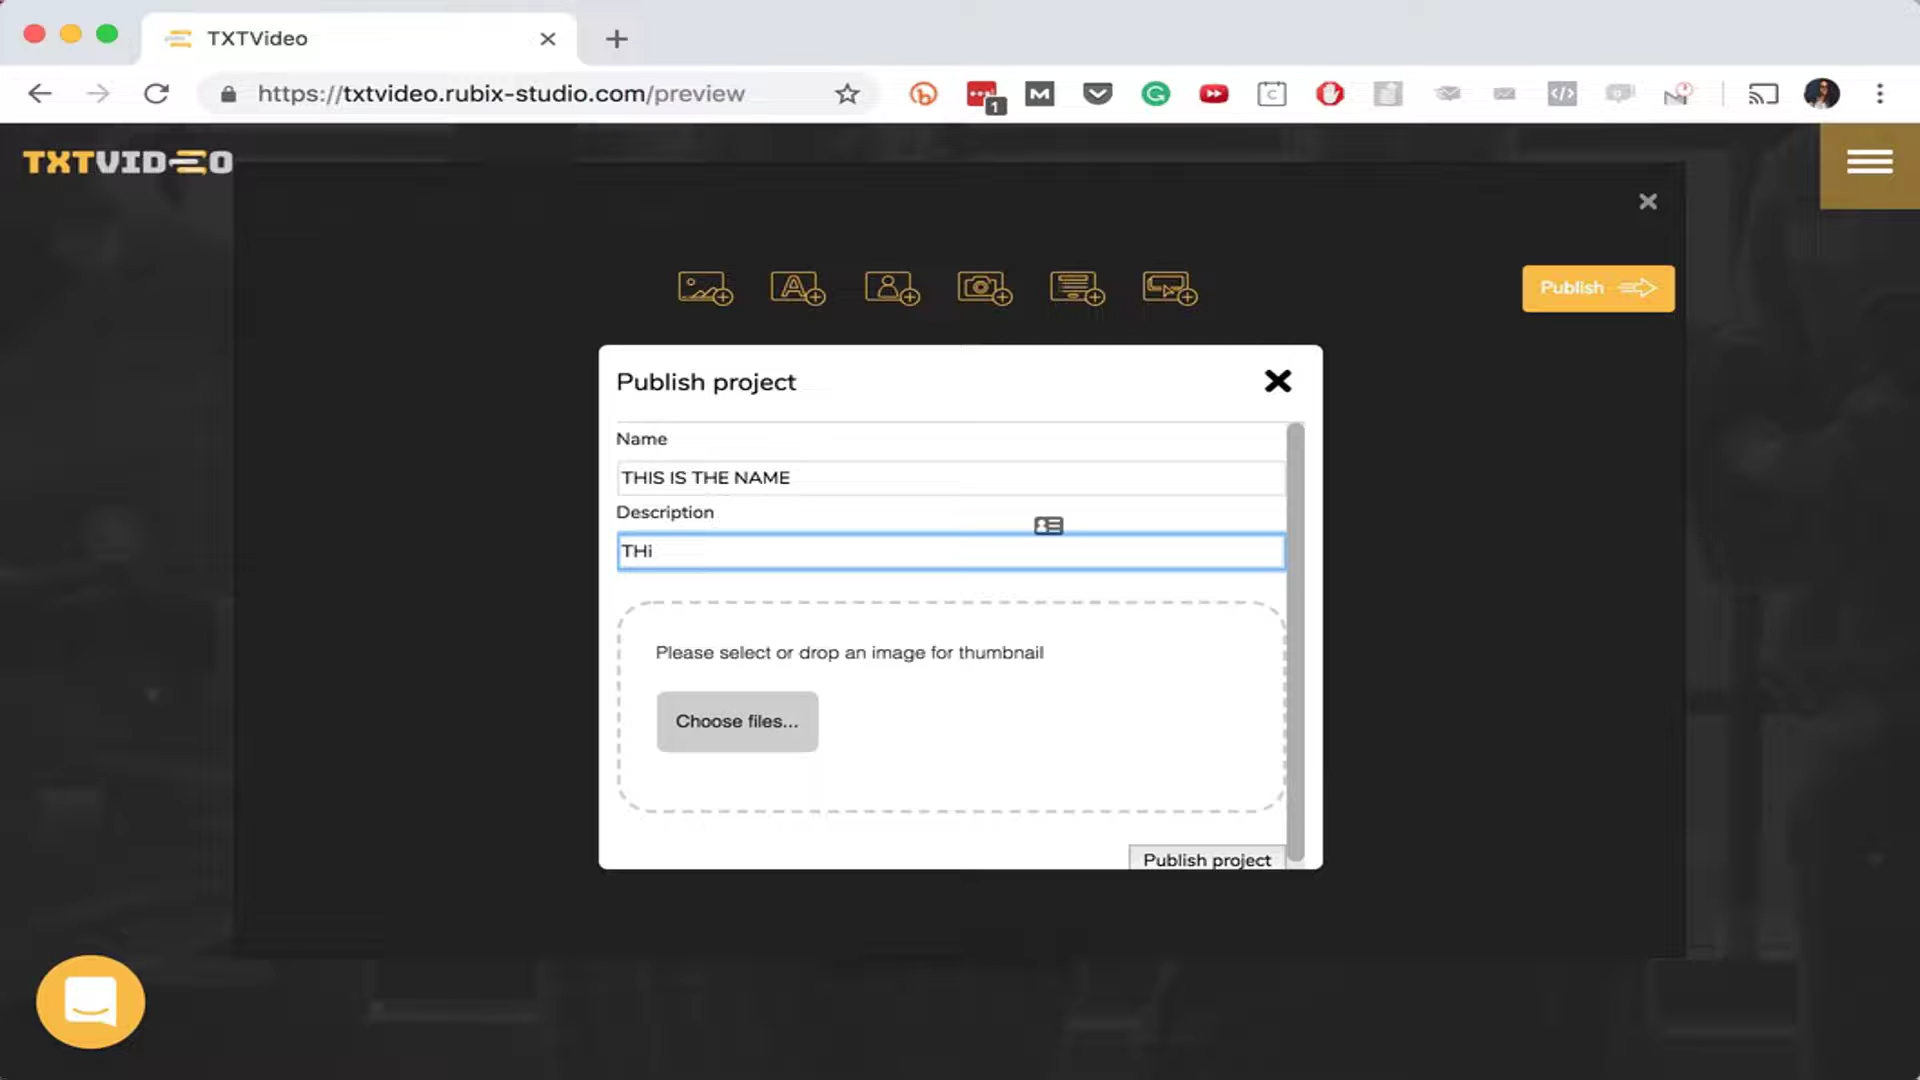 TXTVideo
https://txtvideo.rubix-studio.com/preview
1
TXTVIDEO
Publish
Publish project
Name
THIS IS THE NAME
Description
THi
Please select or drop an image for thumbnail
Choose files...
Publish project